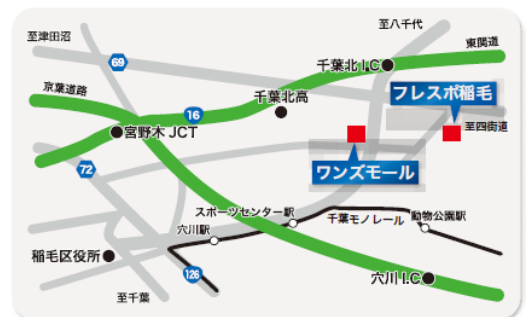 至八千代
至津田沼
東関道
69
千葉北IC
京葉道路
フレスポ稲毛
千葉北高
16
至四街道
宮野木JCT
ワンズモール
72
スポーツセンター駅
千葉モノレール
動物公園駅
穴川駅
稲毛区役所
126
穴川I.C
至千葉